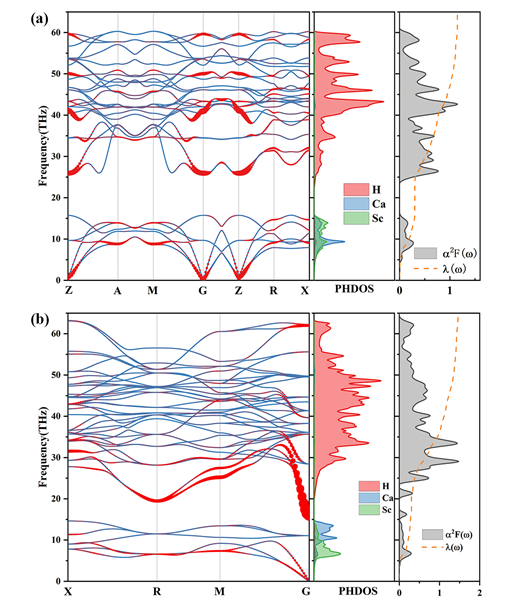 (a)
Frequency(THz)
60
50
40
30
20
10
0
Z A M G Z R X
H
Ca
Sc
PHDOS
α²F(ω)
λ(ω)
0 1
(b)
Frequency(THz)
60
50
40
30
20
10
0
X R M G
H
Ca
Sc
PHDOS
α²F(ω)
λ(ω)
0 1 2